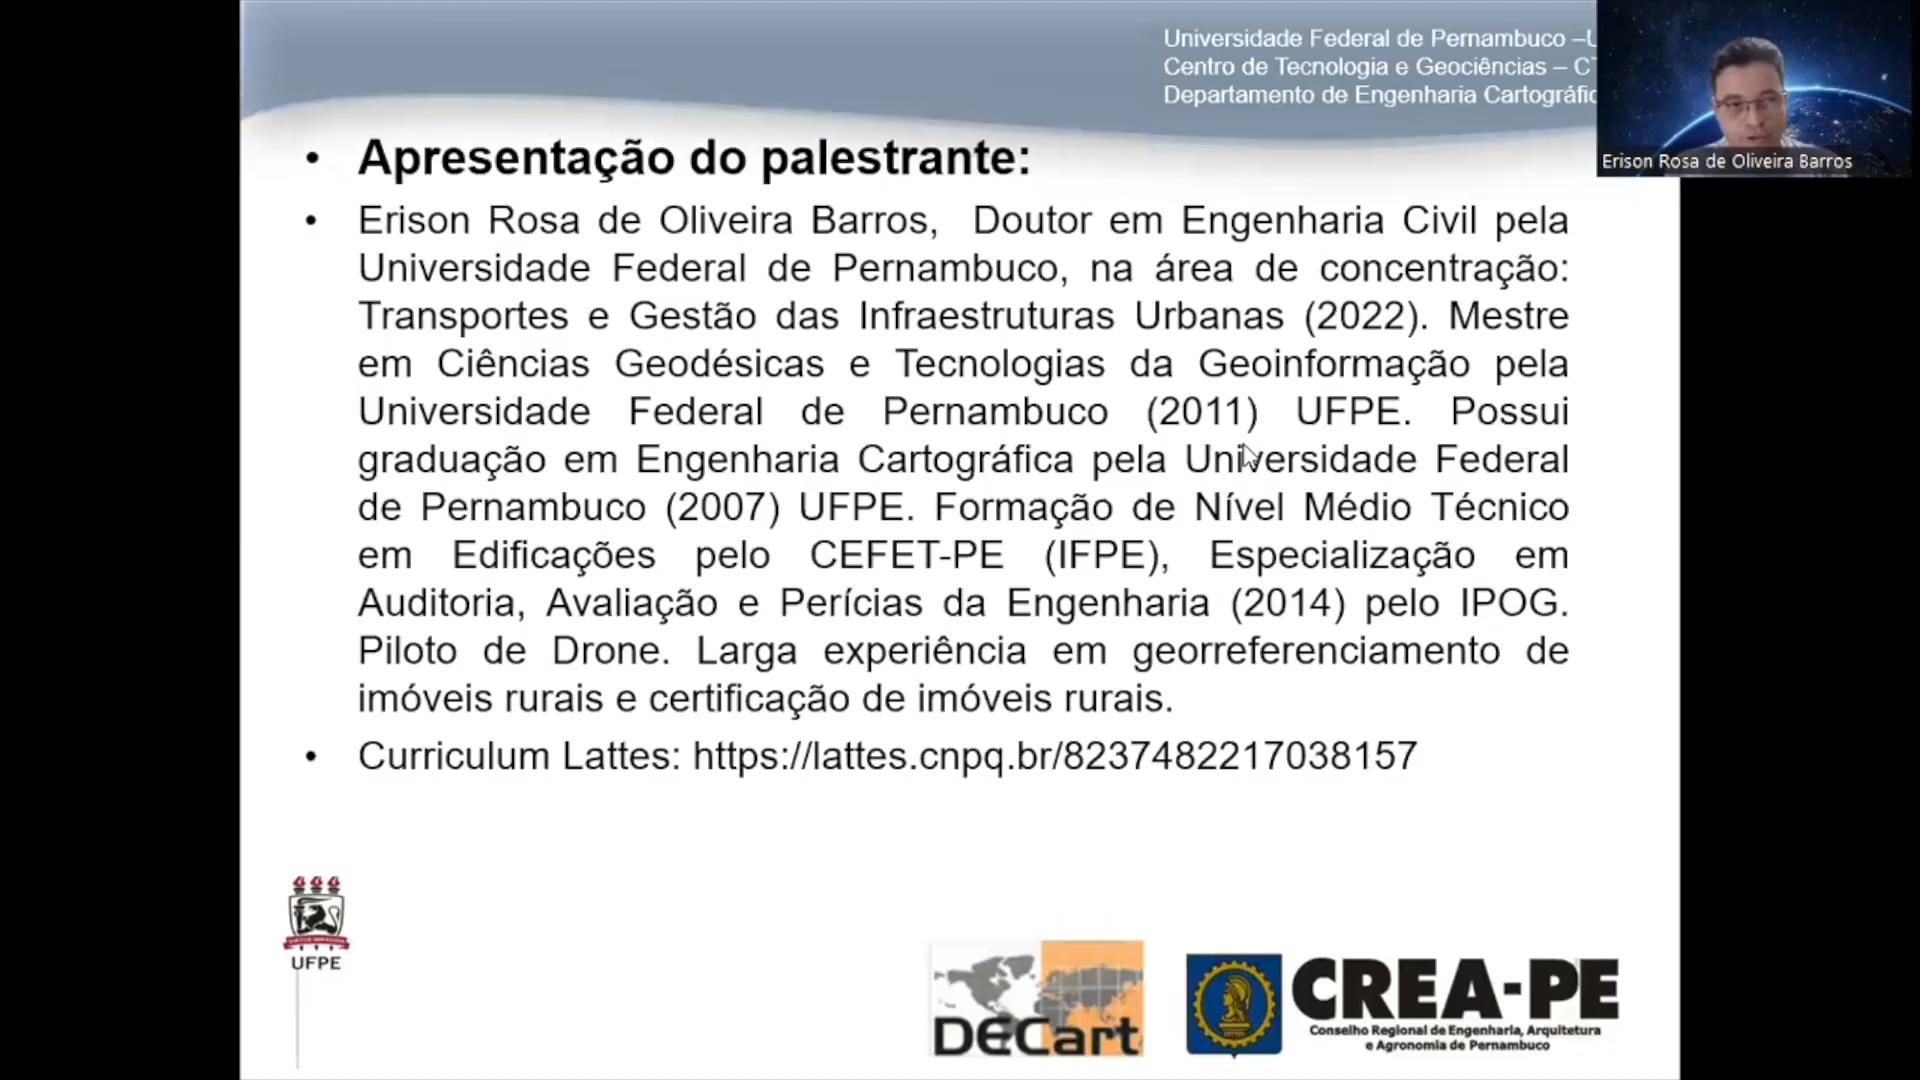 Universidade Federal de Pernambuco –U
Centro de Tecnologia e Geociências – CT
Departamento de Engenharia Cartográfic
Erison Rosa de Oliveira Barros
• Apresentação do palestrante:
• Erison Rosa de Oliveira Barros, Doutor em Engenharia Civil pela
Universidade Federal de Pernambuco, na área de concentração:
Transportes e Gestão das Infraestruturas Urbanas (2022). Mestre
em Ciências Geodésicas e Tecnologias da Geoinformação pela
Universidade Federal de Pernambuco (2011) UFPE. Possui
graduação em Engenharia Cartográfica pela Universidade Federal
de Pernambuco (2007) UFPE. Formação de Nível Médio Técnico
em Edificações pelo CEFET-PE (IFPE), Especialização em
Auditoria, Avaliação e Perícias da Engenharia (2014) pelo IPOG.
Piloto de Drone. Larga experiência em georreferenciamento de
imóveis rurais e certificação de imóveis rurais.
• Curriculum Lattes: https://lattes.cnpq.br/8237482217038157
UFPE
DECart
CREA-PE
Conselho Regional de Engenharia, Arquitetura
e Agronomia de Pernambuco